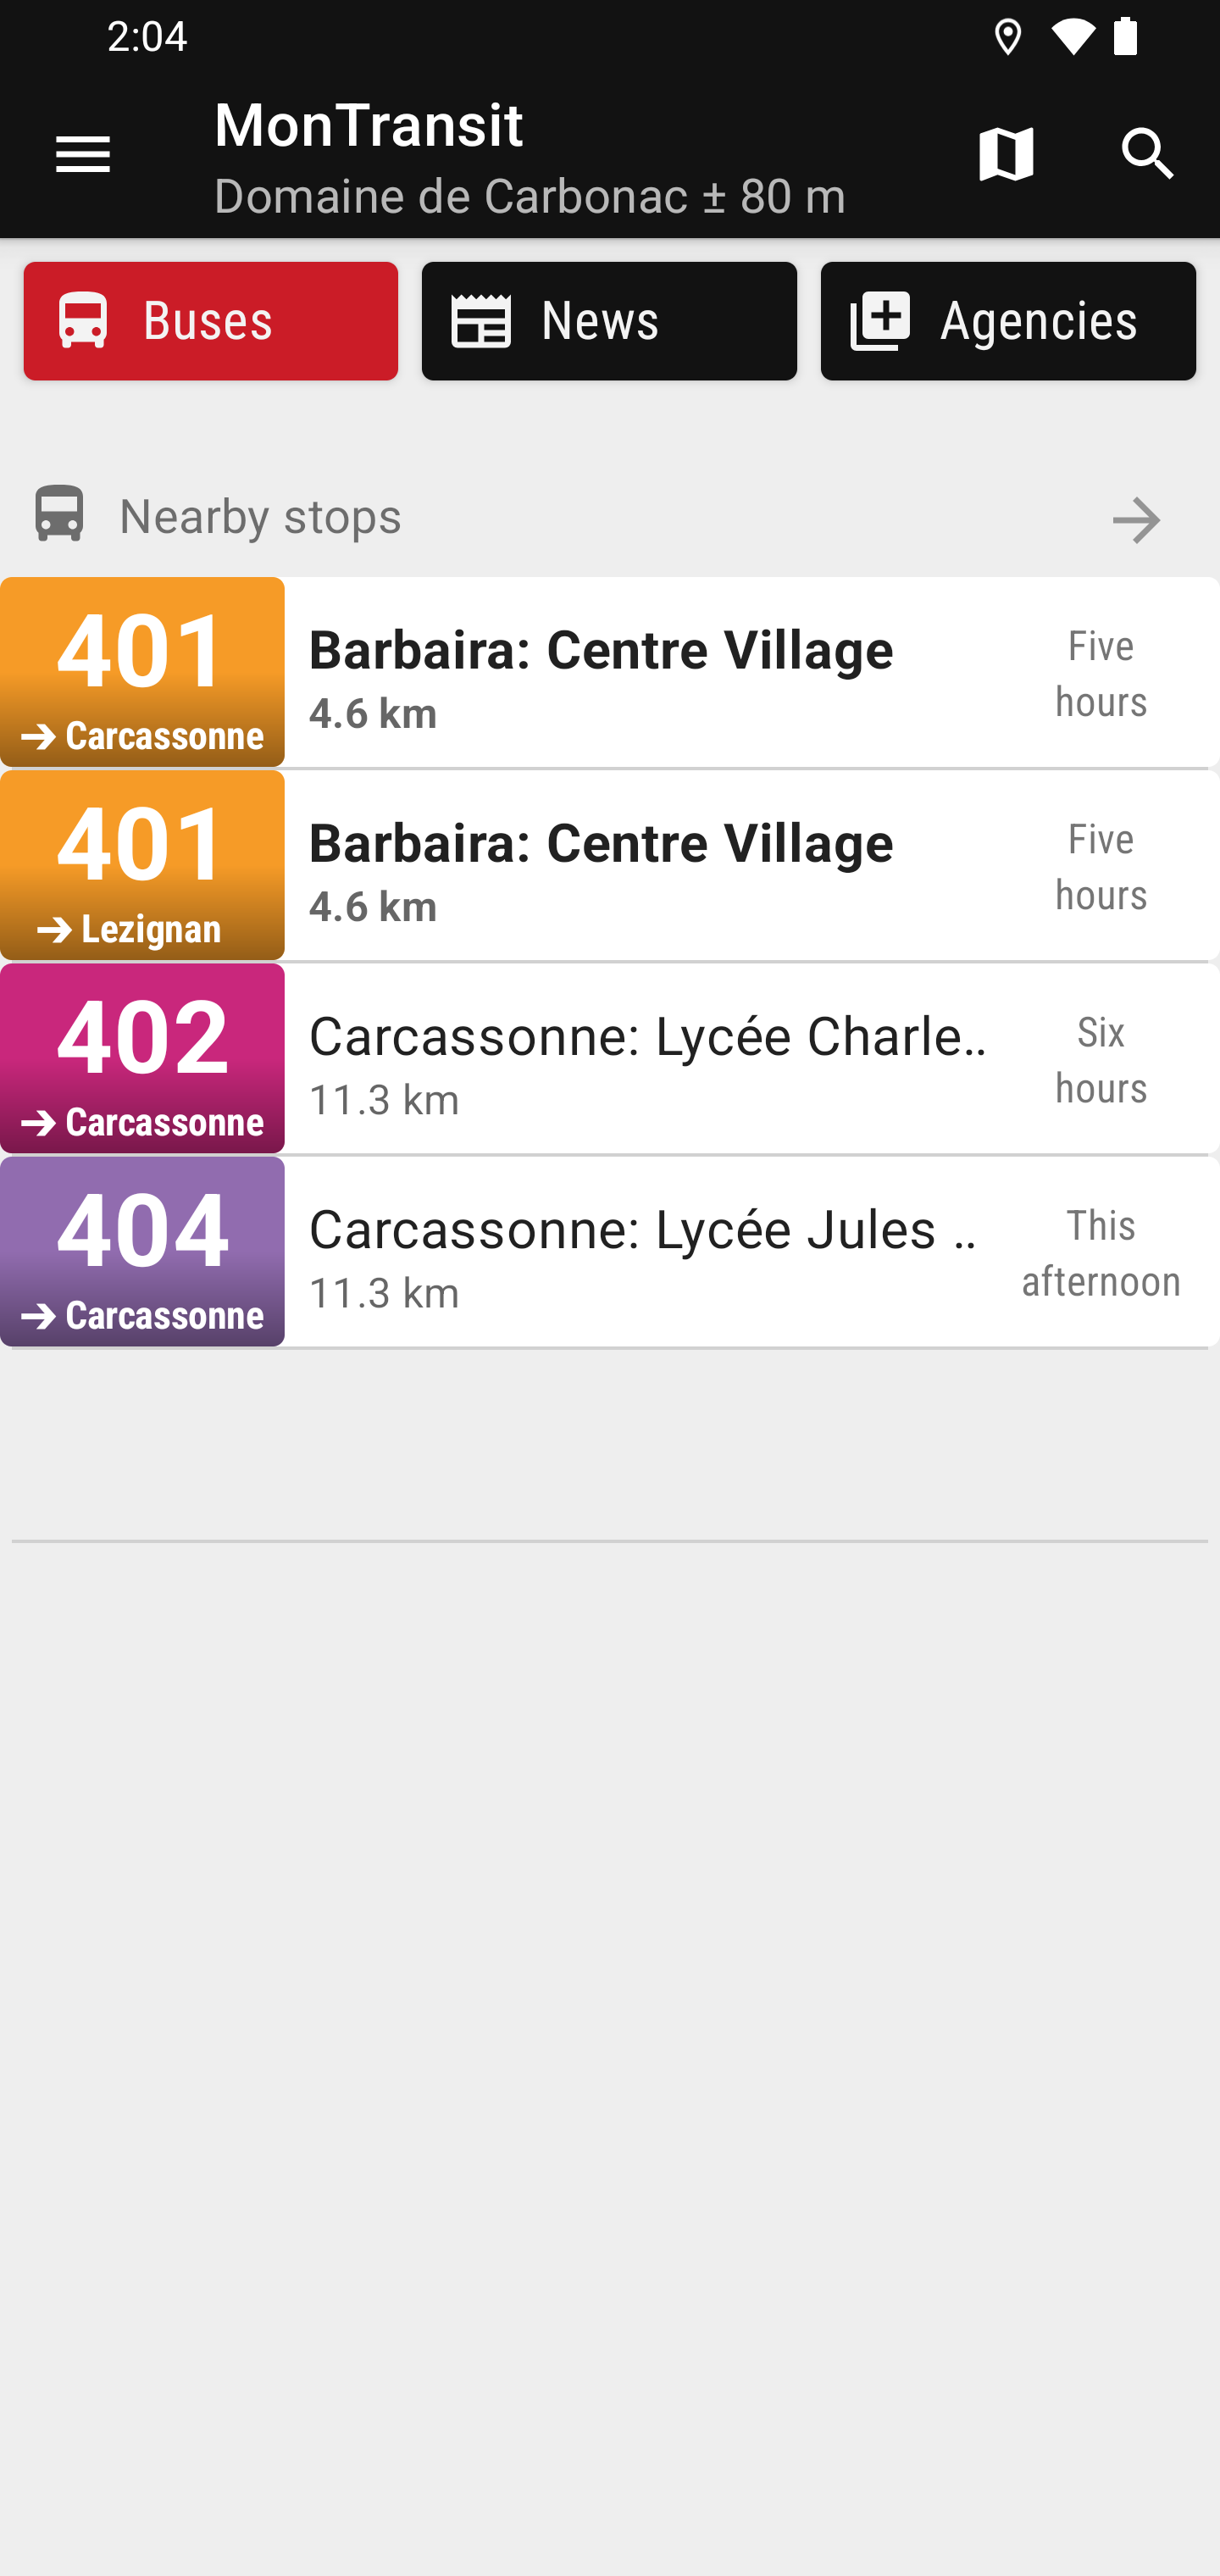 2:04
MonTransit
Domaine de Carbonac ± 80 m
Buses
News
Agencies
Nearby stops
401
→ Carcassonne
Barbaira: Centre Village
4.6 km
Five
hours
401
→ Lezignan
Barbaira: Centre Village
4.6 km
Five
hours
402
→ Carcassonne
Carcassonne: Lycée Charle..
11.3 km
Six
hours
404
→ Carcassonne
Carcassonne: Lycée Jules ..
11.3 km
This
afternoon